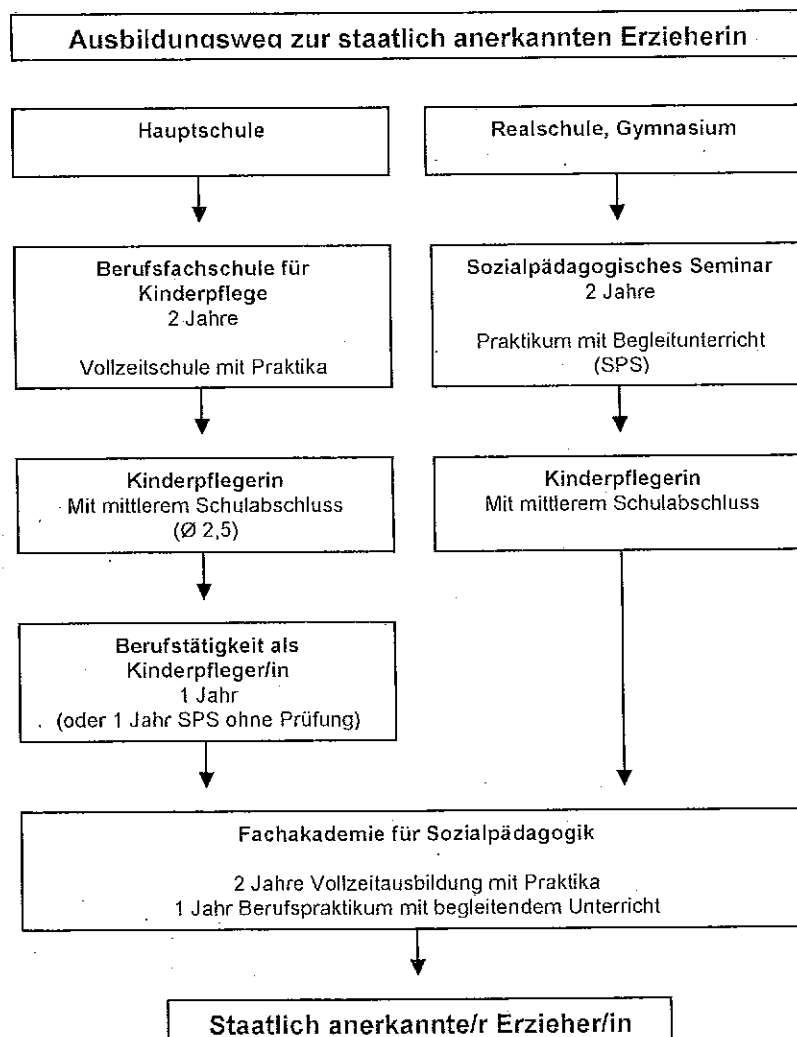 Ausbildungsweg zur staatlich anerkannten Erzieherin
Hauptschule
Realschule, Gymnasium
Berufsfachschule für
Kinderpflege
2 Jahre
Vollzeitschule mit Praktika
Sozialpädagogisches Seminar
2 Jahre
Praktikum mit Begleitunterricht
(SPS)
Kinderpflegerin
Mit mittlerem Schulabschluss
(Ø 2,5)
Kinderpflegerin
Mit mittlerem Schulabschluss
Berufstätigkeit als
Kinderpfleger/in
1 Jahr
(oder 1 Jahr SPS ohne Prüfung)
Fachakademie für Sozialpädagogik
2 Jahre Vollzeitausbildung mit Praktika
1 Jahr Berufspraktikum mit begleitendem Unterricht
Staatlich anerkannte/r Erzieher/in